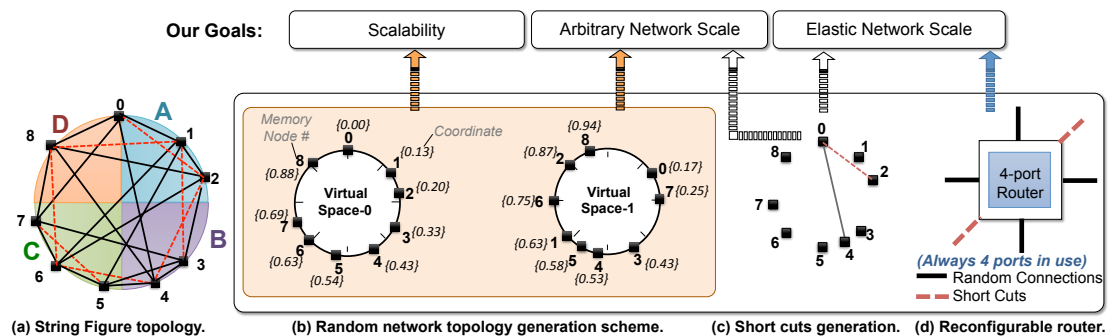 Our Goals:
Scalability
Arbitrary Network Scale
Elastic Network Scale
0
1
2
3
4
5
6
7
8
A
B
C
D
(a) String Figure topology.
Memory
Node #
Coordinate
Virtual
Space-0
0 {0.00}
1 {0.13}
2 {0.20}
3 {0.33}
4 {0.43}
5 {0.54}
6 {0.63}
7 {0.69}
8 {0.88}
Virtual
Space-1
8 {0.94}
0 {0.17}
7 {0.25}
3 {0.43}
4 {0.53}
5 {0.58}
1 {0.63}
6 {0.75}
2 {0.87}
(b) Random network topology generation scheme.
0
1
2
3
4
5
6
7
8
(c) Short cuts generation.
4-port
Router
(Always 4 ports in use)
Random Connections
Short Cuts
(d) Reconfigurable router.